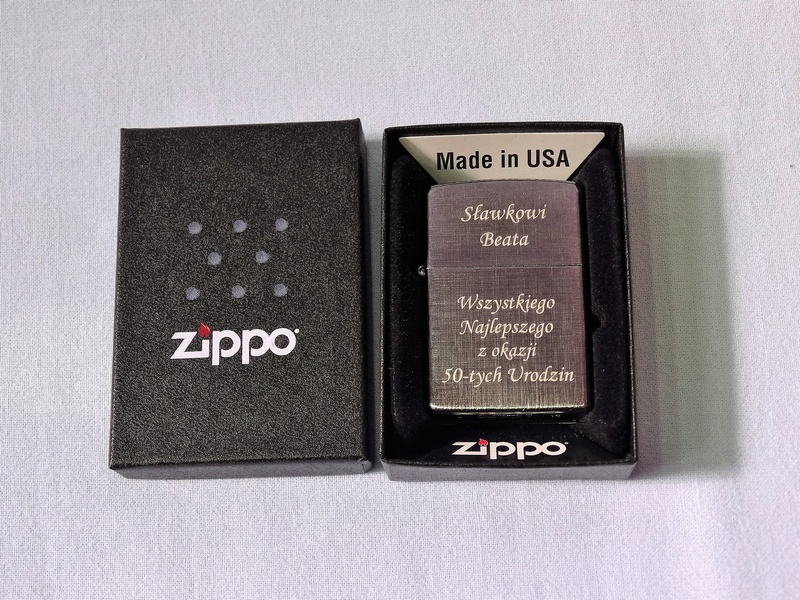 zippo
Made in USA
Sławkowi
Beata
Wszystkiego
Najlepszego
z okazji
50-tych Urodzin
zippo